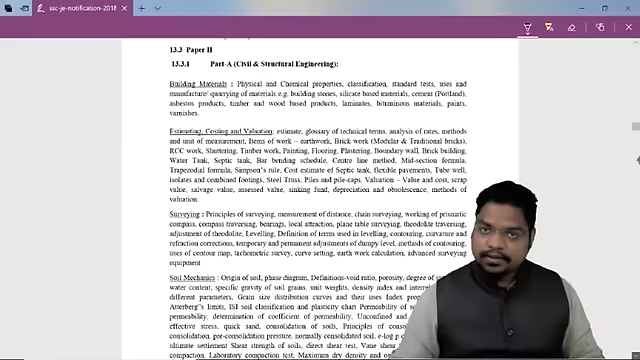 ssc-je-notification-2018
13.3 Paper II
13.3.1 Part-A (Civil & Structural Engineering):
Building Materials : Physical and Chemical properties, classification, standard tests, uses and
manufacture/ quarrying of materials e.g. building stones, silicate based materials, cement (Portland),
asbestos products, timber and wood based products, laminates, bituminous materials, paints,
varnishes.
Estimating, Costing and Valuation: estimate, glossary of technical terms, analysis of rates, methods
and unit of measurement, Items of work – earthwork, Brick work (Modular & Traditional bricks),
RCC work, Shuttering, Timber work, Painting, Flooring, Plastering, Boundary wall, Brick building,
Water Tank, Septic tank, Bar bending schedule, Centre line method, Mid-section formula,
Trapezodial formula, Simpson's rule, Cost estimate of Septic tank, flexible pavements, Tube well,
isolates and combined footings, Steel Truss, Piles and pile-caps. Valuation – Value and cost, scrap
value, salvage value, assessed value, sinking fund, depreciation and obsolescence, methods of
valuation.
Surveying : Principles of surveying, measurement of distance, chain surveying, working of prismatic
compass, compass traversing, bearings, local attraction, plane table surveying, theodolite traversing,
adjustment of theodolite, Levelling, Definition of terms used in levelling, contouring, curvature and
refraction corrections, temporary and permanent adjustments of dumpy level, methods of contouring,
uses of contour map, tachometric survey, curve setting, earth work calculation, advanced surveying
equipment
Soil Mechanics : Origin of soil, phase diagram, Definitions-void ratio, porosity, degree of
water content, specific gravity of soil grains, unit weights, density index and
different parameters, Grain size distribution curves and their uses Index
Atterberg's limits, ISI soil classification and plasticity chart Permeability of
permeability, determination of coefficient of permeability, Unconfined and
effective stress, quick sand, consolidation of soils, Principles of
consolidation, pre-consolidation pressure, normally consolidated soil, e-log p
ultimate settlement Shear strength of soils, direct shear test, Vane shear
compaction, Laboratory compaction test, Maximum dry density and